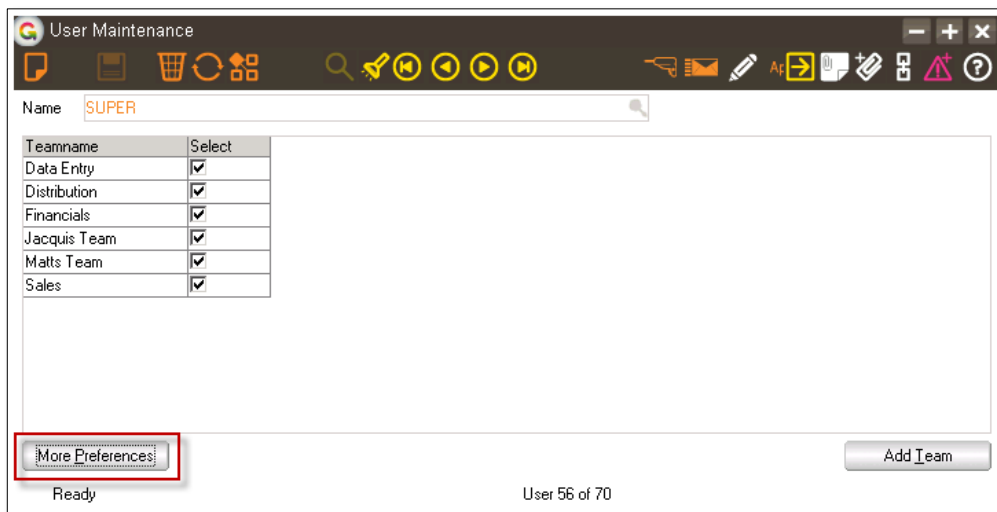 User Maintenance
Name SUPER
Teamname Select
Data Entry
Distribution
Financials
Jacquis Team
Matts Team
Sales
More Preferences
Add Team
Ready
User 56 of 70